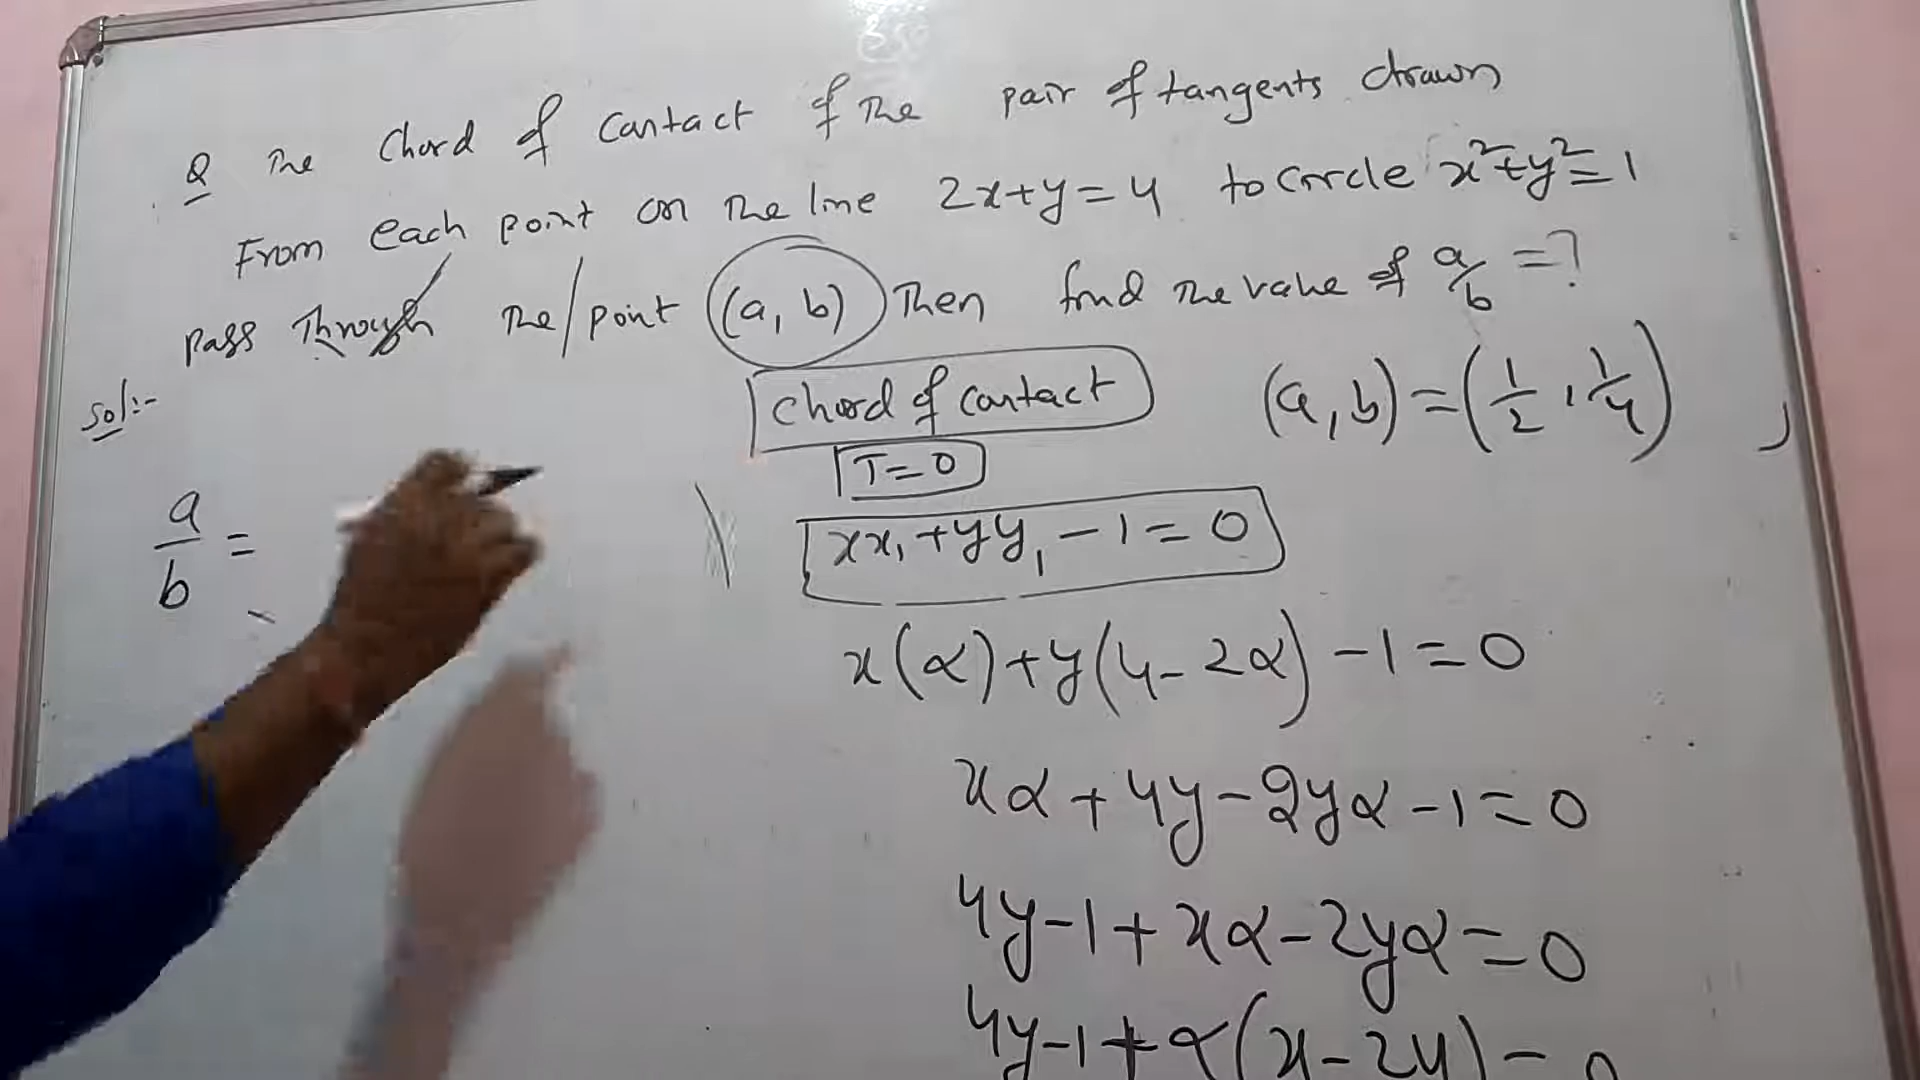 Q The Chord of Contact of The pair of tangents drawn
From each point on The line 2x+y=4 to circle x²+y²=1
pass Through The point (a, b) Then find The value of a/b =?
Sol:-
Chord of contact
(a, b) = (1/2, 1/4)
T=0
a/b =
xx₁+yy₁-1=0
x(α)+y(4-2α)-1=0
xα+4y-2yα-1=0
4y-1+xα-2yα=0
4y-1+α(x-2y)=0